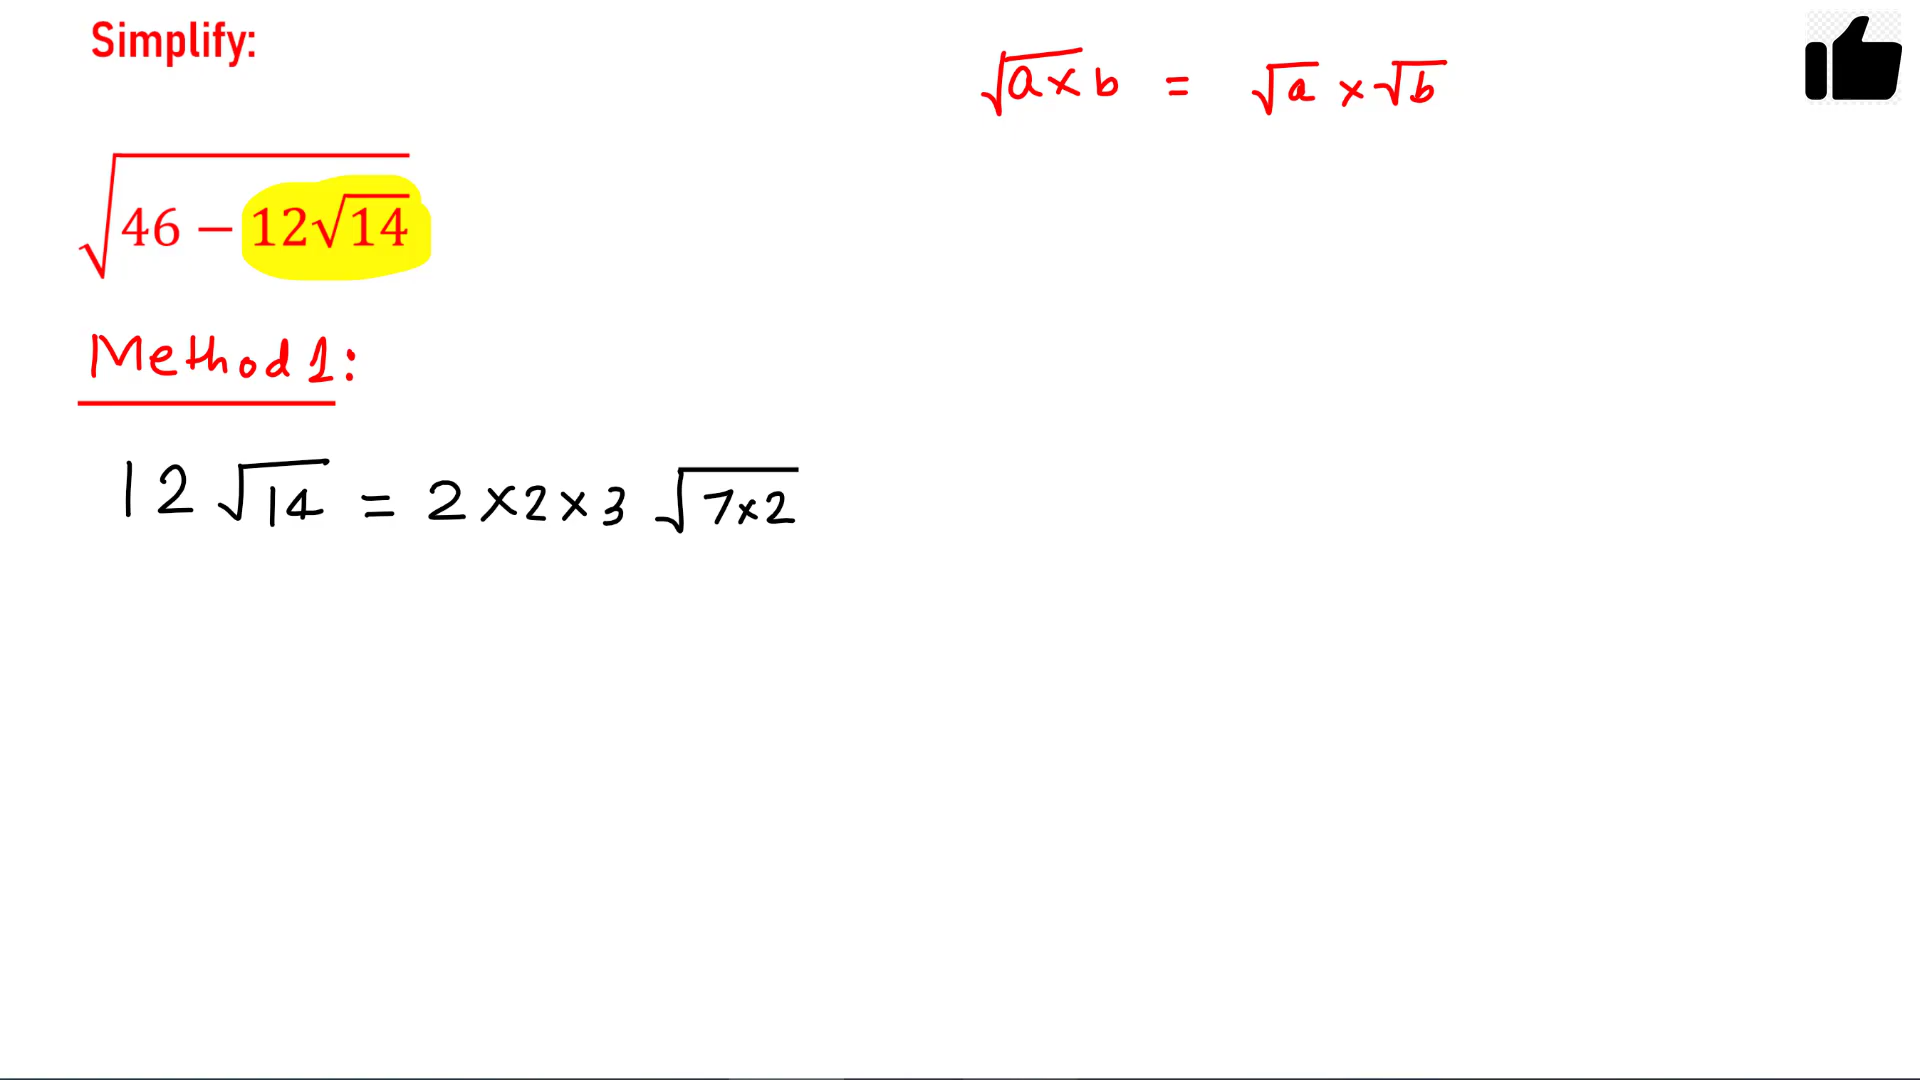 Simplify:
√a×b = √a × √b
√46 − 12√14
Method 1:
12 √14 = 2×2×3 √7×2